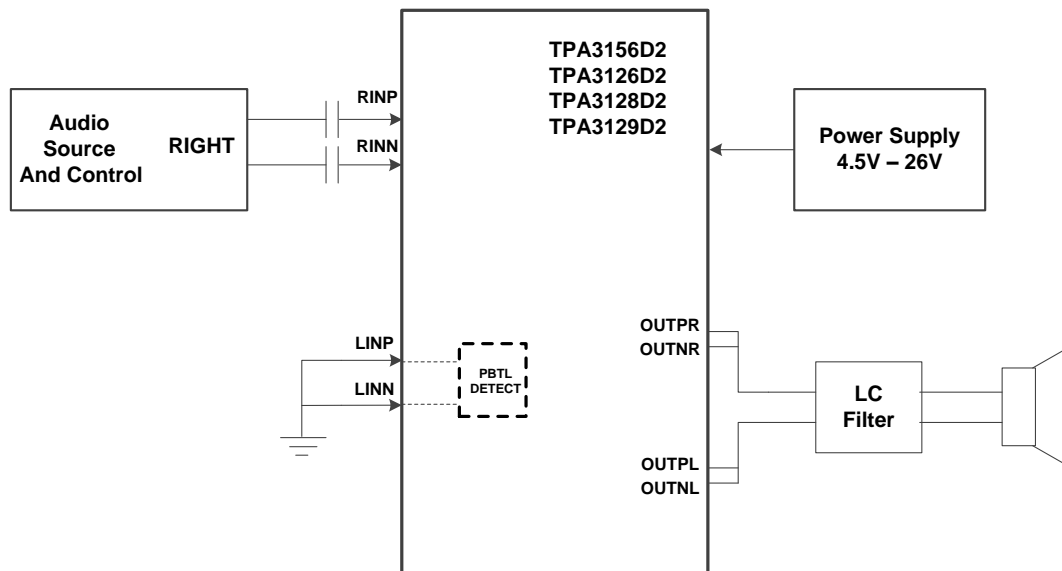 TPA3156D2
TPA3126D2
TPA3128D2
TPA3129D2
Audio
Source
And Control
RIGHT
RINP
RINN
Power Supply
4.5V – 26V
LINP
LINN
PBTL
DETECT
OUTPR
OUTNR
LC
Filter
OUTPL
OUTNL